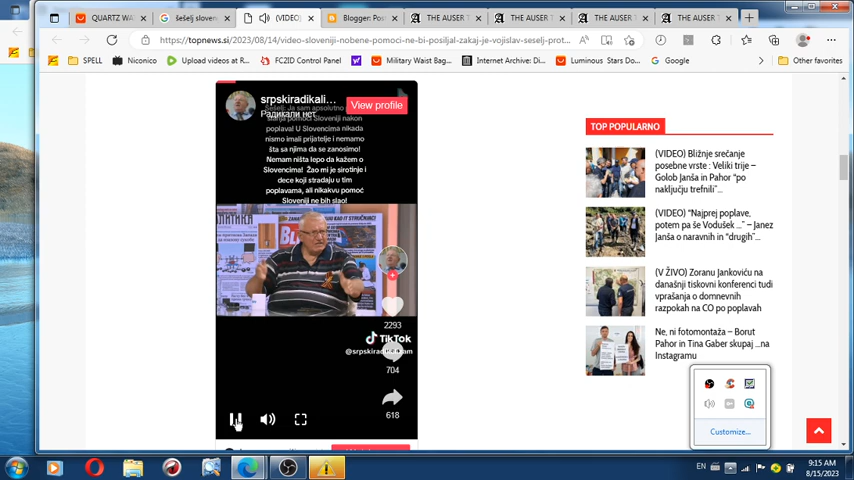 QUARTZ WA
šešelj sloven
(VIDEO)
Blogger: Pos
THE AUSER T
THE AUSER T
THE AUSER T
THE AUSER T
https://topnews.si/2023/08/14/video-sloveniji-nobene-pomoci-ne-bi-posiljal-zakaj-je-vojislav-seselj-prot...
SPELL
Niconico
Upload videos at R...
FCZID Control Panel
Military Waist Bag...
Internet Archive: Di...
Luminous Stars Do...
Google
Other favorites
srpskiradikali...
View profile
Радикали нет
Šešelj: Ja sam apsolutno
slanja pomoći Sloveniji nakon
poplava! U Slovencima nikada
nismo imali prijatelje i nemamo
šta sa njima da se zanosimo!
Nemam ništa lepo da kažem o
Slovencima! Žao mi je sirotinje i
dece koji stradaju u tim
poplavama, ali nikakvu pomoć
Sloveniji ne bih slao!
2293
TikTok
704
618
TOP POPULARNO
(VIDEO) Bližnje srečanje
posebne vrste : Veliki trije –
Golob Janša in Pahor “po
naključju trefnili”...
(VIDEO) “Najprej poplave,
potem pa še Vodušek ...” – Janez
Janša o naravnih in “drugih”...
(V ŽIVO) Zoranu Jankoviću na
današnji tiskovni konferenci tudi
vprašanja o domnevnih
razpokah na CO po poplavah
Ne, ni fotomontaža – Borut
Pahor in Tina Gaber skupaj ...na
Instagramu
Customize...
EN
9:15 AM
8/15/2023